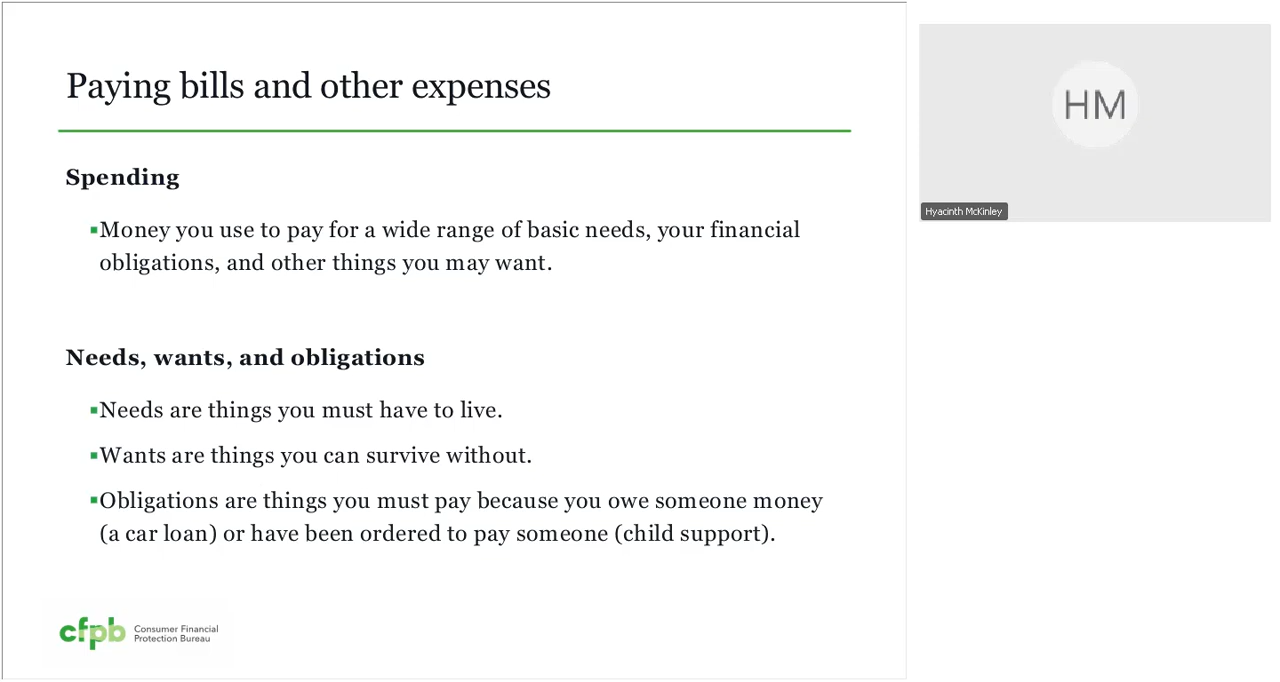 Paying bills and other expenses
Spending
▪Money you use to pay for a wide range of basic needs, your financial
obligations, and other things you may want.
Needs, wants, and obligations
▪Needs are things you must have to live.
▪Wants are things you can survive without.
▪Obligations are things you must pay because you owe someone money
(a car loan) or have been ordered to pay someone (child support).
cfpb
Consumer Financial
Protection Bureau
HM
Hyacinth McKinley